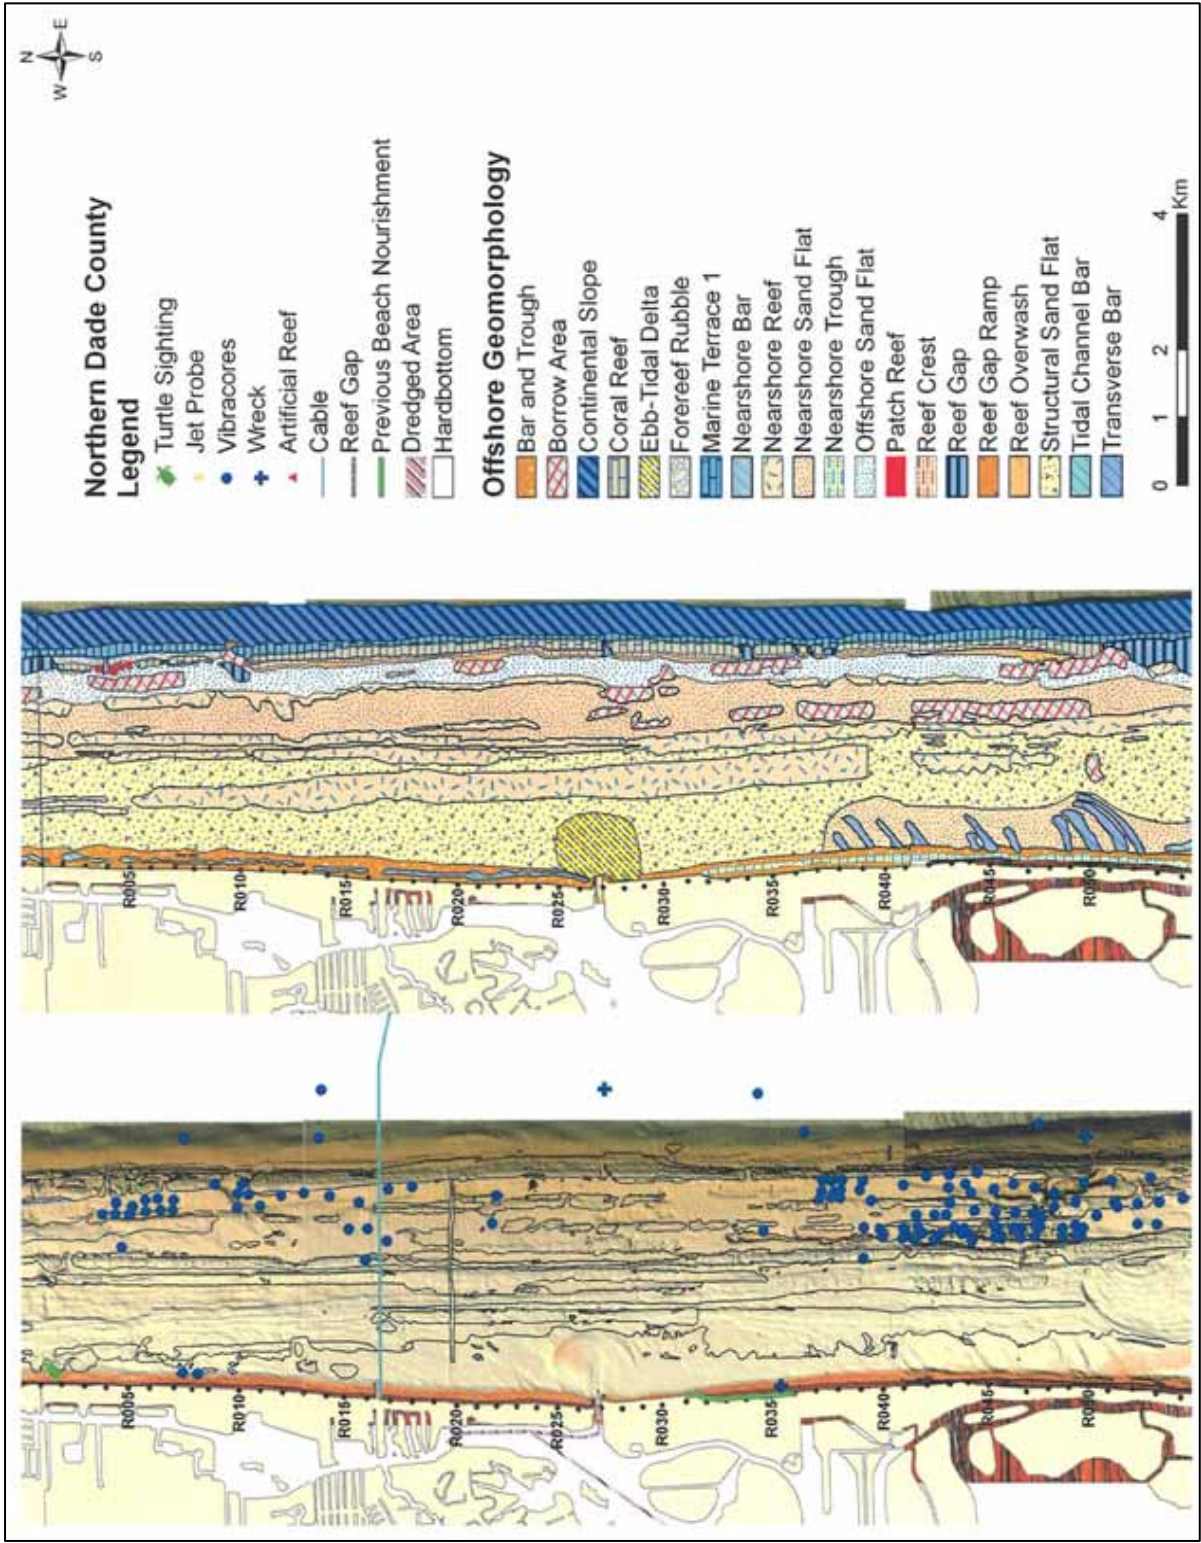 N
E
W
S
Northern Dade County
Legend
Turtle Sighting
Jet Probe
Vibracores
Wreck
Artificial Reef
Cable
Reef Gap
Previous Beach Nourishment
Dredged Area
Hardbottom
Offshore Geomorphology
Bar and Trough
Borrow Area
Continental Slope
Coral Reef
Ebb-Tidal Delta
Forereef Rubble
Marine Terrace 1
Nearshore Bar
Nearshore Reef
Nearshore Sand Flat
Nearshore Trough
Offshore Sand Flat
Patch Reef
Reef Crest
Reef Gap
Reef Gap Ramp
Reef Overwash
Structural Sand Flat
Tidal Channel Bar
Transverse Bar
0 1 2 4
Km
R005
R010
R015
R020
R025
R030
R035
R040
R045
R050
R005
R010
R015
R020
R025
R030
R035
R040
R045
R050